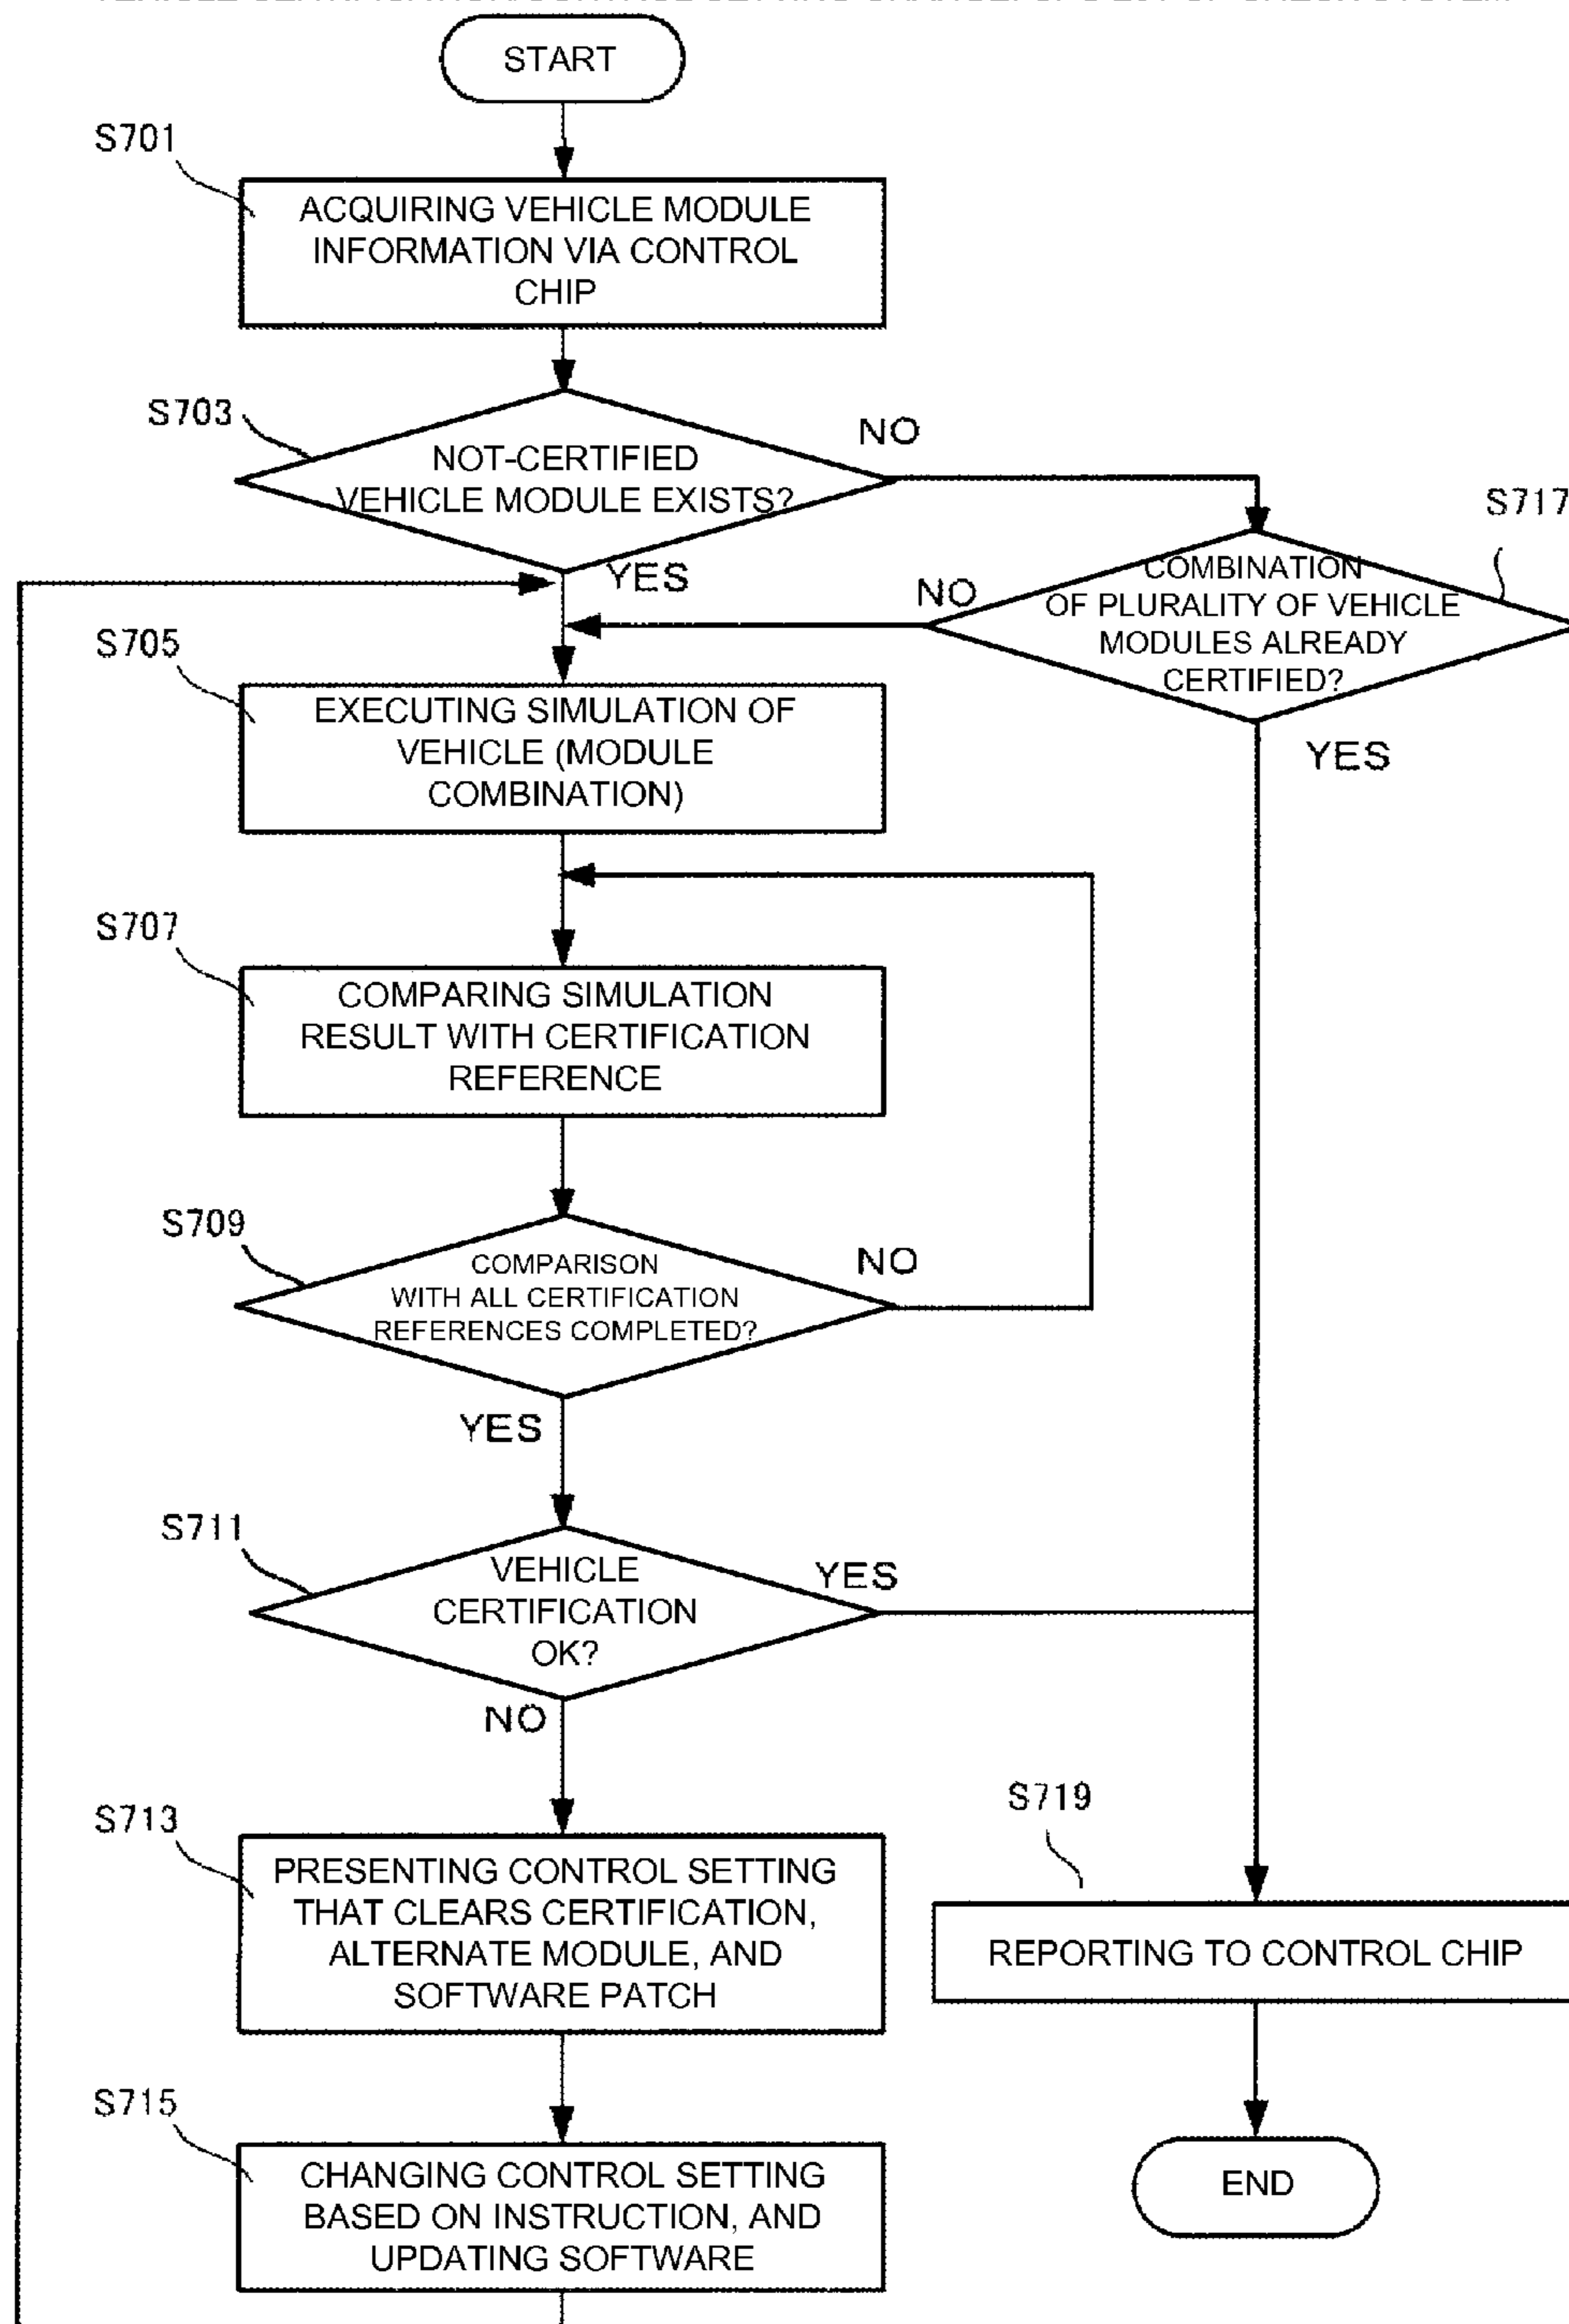 START
S701
ACQUIRING VEHICLE MODULE
INFORMATION VIA CONTROL
CHIP
S703
NOT-CERTIFIED
VEHICLE MODULE EXISTS?
NO
YES
S717
COMBINATION
OF PLURALITY OF VEHICLE
MODULES ALREADY
CERTIFIED?
NO
YES
S705
EXECUTING SIMULATION OF
VEHICLE (MODULE
COMBINATION)
S707
COMPARING SIMULATION
RESULT WITH CERTIFICATION
REFERENCE
S709
COMPARISON
WITH ALL CERTIFICATION
REFERENCES COMPLETED?
NO
YES
S711
VEHICLE
CERTIFICATION
OK?
YES
NO
S713
PRESENTING CONTROL SETTING
THAT CLEARS CERTIFICATION,
ALTERNATE MODULE, AND
SOFTWARE PATCH
S719
REPORTING TO CONTROL CHIP
S715
CHANGING CONTROL SETTING
BASED ON INSTRUCTION, AND
UPDATING SOFTWARE
END